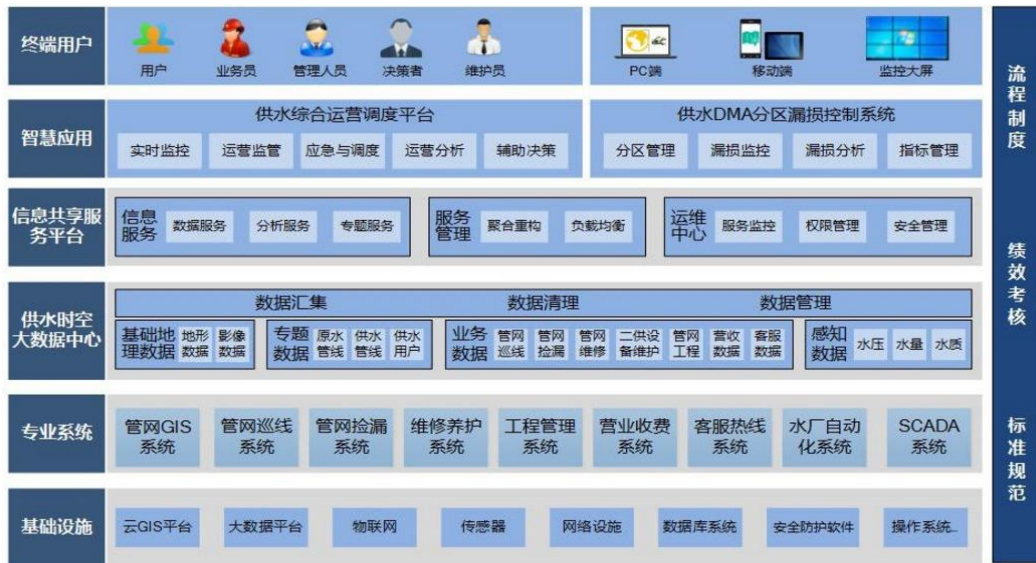 终端用户
用户
业务员
管理人员
决策者
维护员
PC端
移动端
监控大屏
智慧应用
供水综合运营调度平台
实时监控
运营监管
应急与调度
运营分析
辅助决策
供水DMA分区漏损控制系统
分区管理
漏损监控
漏损分析
指标管理
信息共享服
务平台
信息
服务
数据服务
分析服务
专题服务
服务
管理
聚合重构
负载均衡
运维
中心
服务监控
权限管理
安全管理
供水时空
大数据中心
数据汇集
数据清理
数据管理
基础地
理数据
地形
数据
影像
数据
专题
数据
原水
管线
供水
管线
供水
用户
业务
数据
管网
巡线
管网
捡漏
管网
维修
二供设
备维护
管网
工程
营收
数据
客服
数据
感知
数据
水压
水量
水质
专业系统
管网GIS
系统
管网巡线
系统
管网捡漏
系统
维修养护
系统
工程管理
系统
营业收费
系统
客服热线
系统
水厂自动
化系统
SCADA
系统
基础设施
云GIS平台
大数据平台
物联网
传感器
网络设施
数据库系统
安全防护软件
操作系统...
流程制度
绩效考核
标准规范